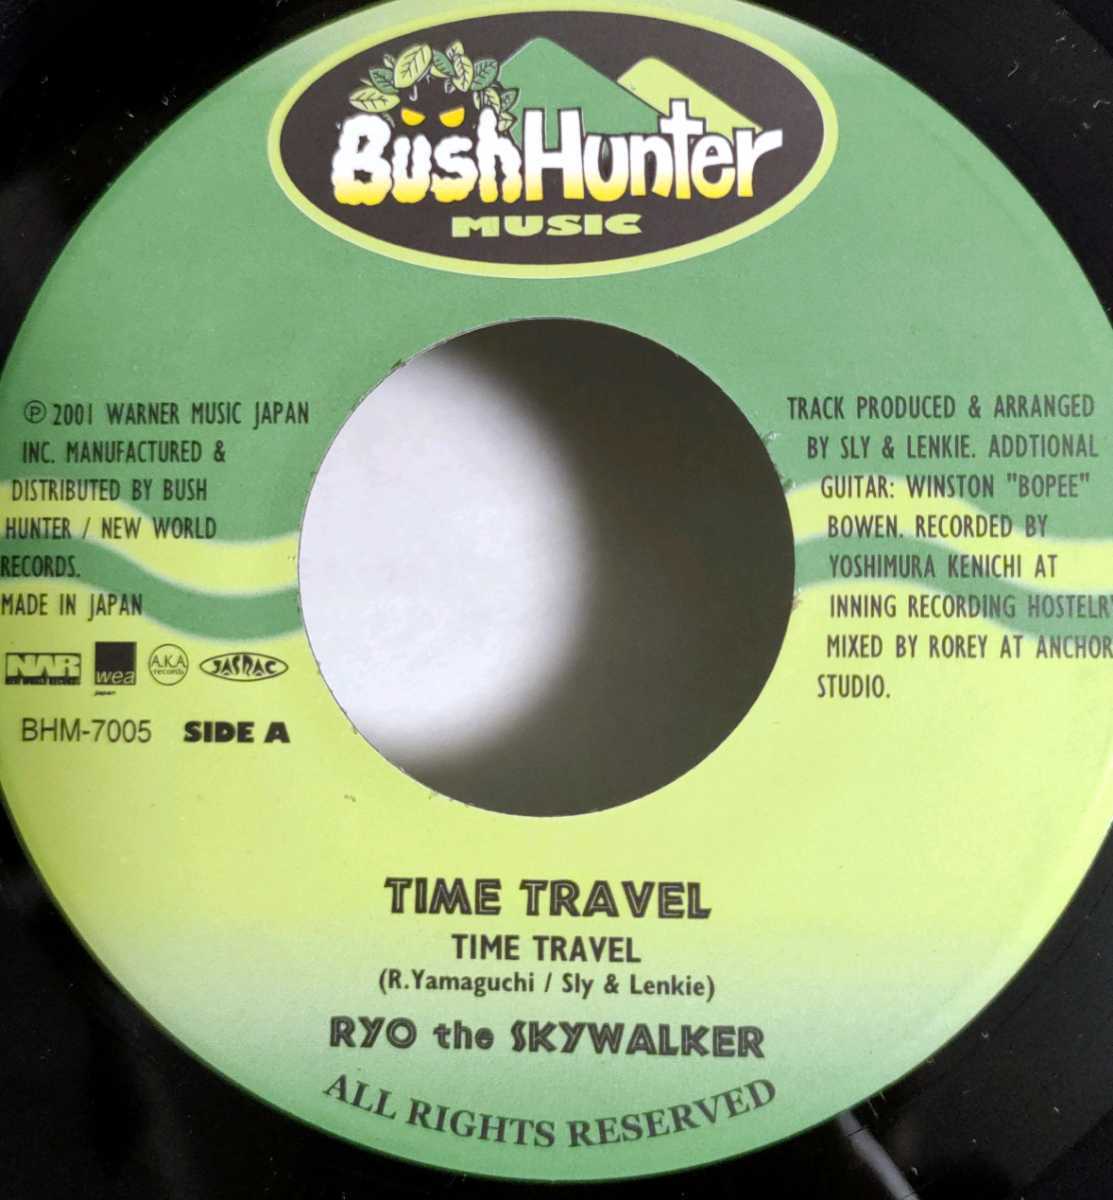 BushHunter
MUSIC
℗ 2001 WARNER MUSIC JAPAN
INC. MANUFACTURED &
DISTRIBUTED BY BUSH
HUNTER / NEW WORLD
RECORDS.
MADE IN JAPAN
NWR
wea
japan
A.K.A
records
JASRAC
BHM-7005 SIDE A
TRACK PRODUCED & ARRANGED
BY SLY & LENKIE. ADDTIONAL
GUITAR: WINSTON "BOPEE"
BOWEN. RECORDED BY
YOSHIMURA KENICHI AT
INNING RECORDING HOSTELRY
MIXED BY ROREY AT ANCHOR
STUDIO.
TIME TRAVEL
TIME TRAVEL
(R.Yamaguchi / Sly & Lenkie)
RYO the SKYWALKER
ALL RIGHTS RESERVED